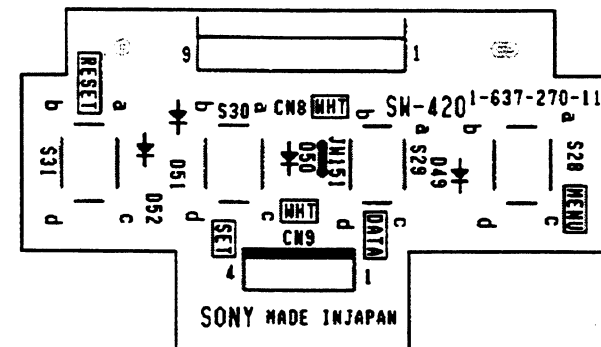 9 1
RESET
b a
S31
d c
D52
D51
b S30 a
d c
SET
CN8 WHT
D50
JW151
WHT
CN9
4 1
SW-420
1-637-270-11
b a
S29
d c
DATA
D49
b a
S28
d c
MENU
SONY MADE INJAPAN